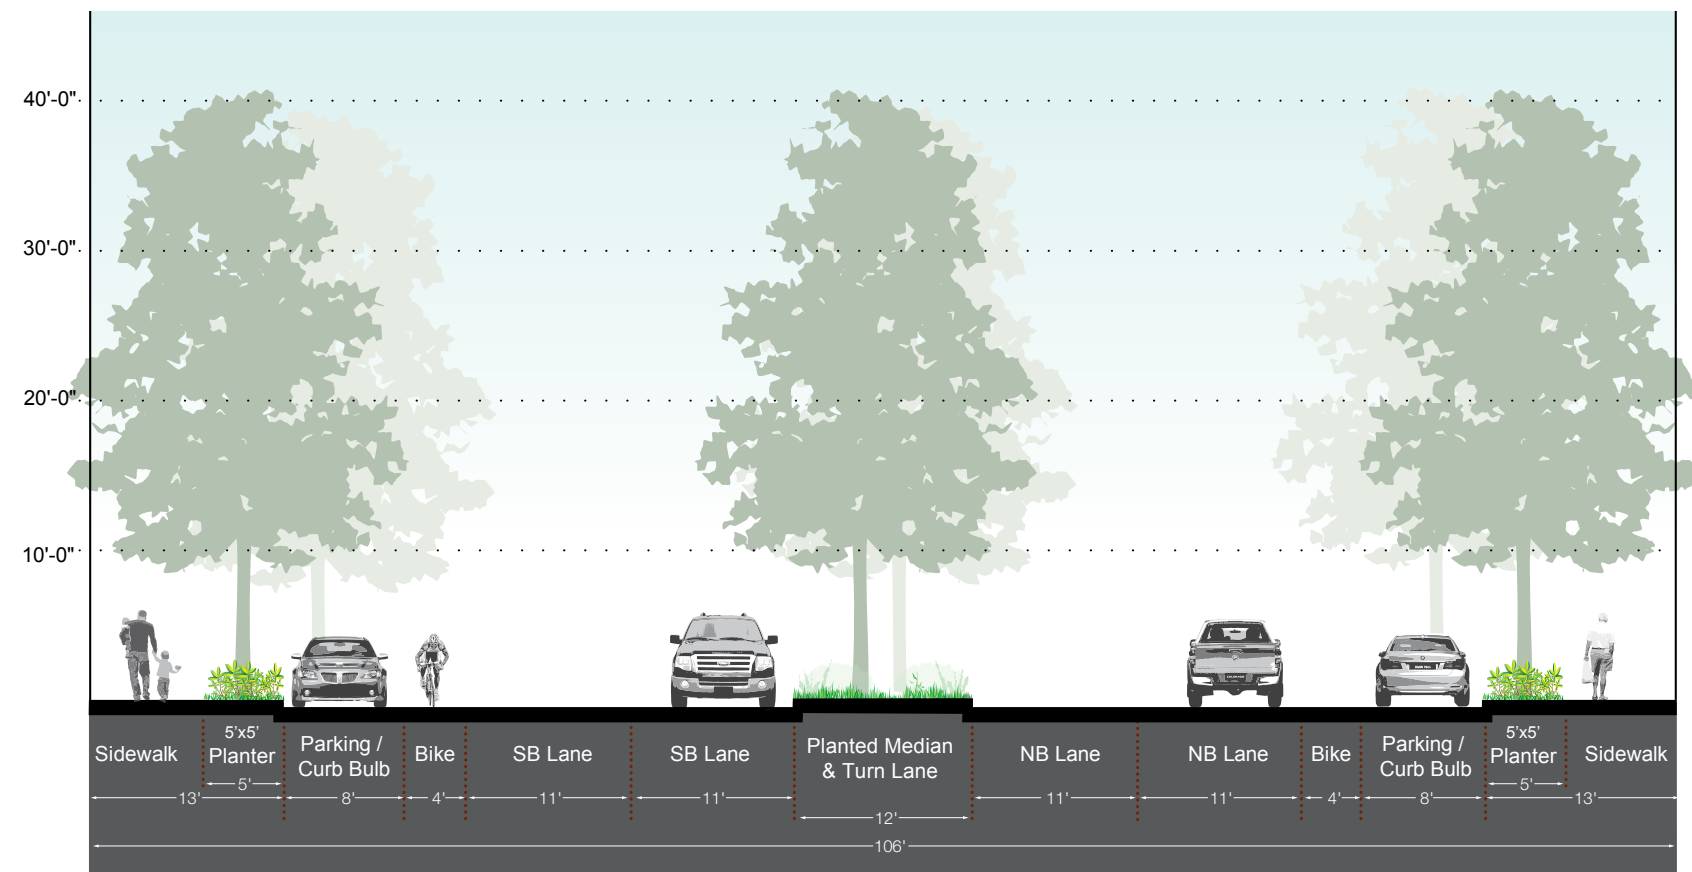 40'-0"
30'-0"
20'-0"
10'-0"
Sidewalk
5'x5'
Planter
Parking /
Curb Bulb
Bike
SB Lane
SB Lane
Planted Median
& Turn Lane
NB Lane
NB Lane
Bike
Parking /
Curb Bulb
5'x5'
Planter
Sidewalk
5'
5'
13'
8'
4'
11'
11'
12'
11'
11'
4'
8'
13'
106'